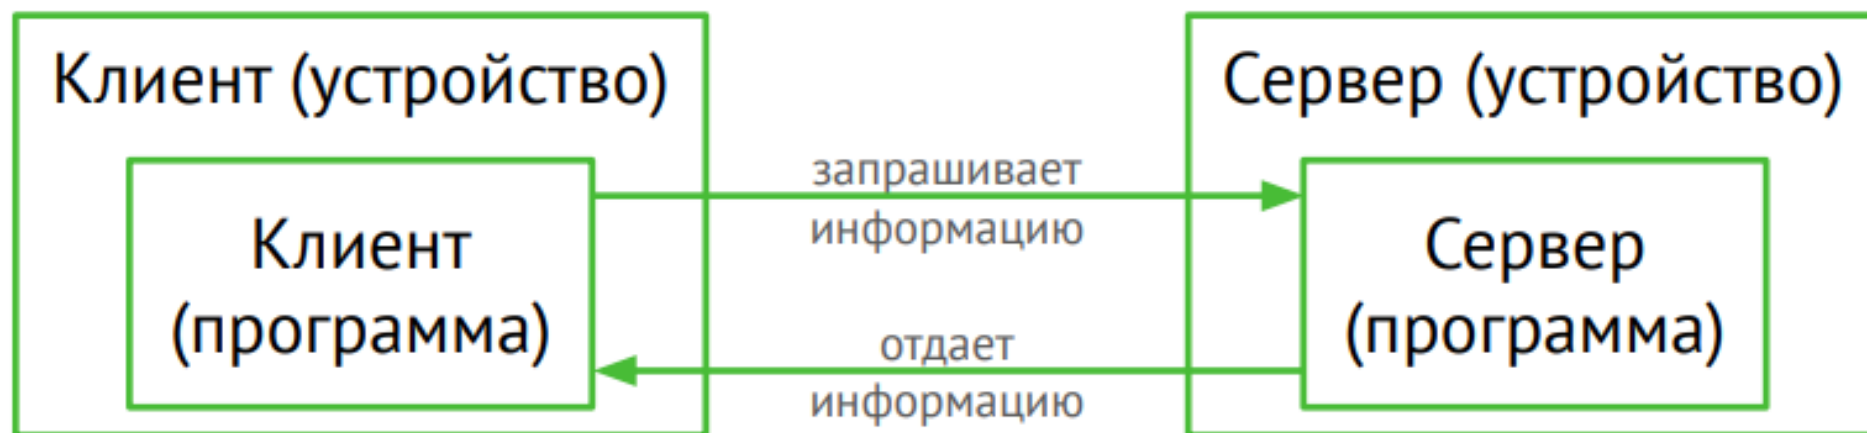 Клиент (устройство)
Клиент
(программа)
запрашивает
информацию
отдает
информацию
Сервер (устройство)
Сервер
(программа)